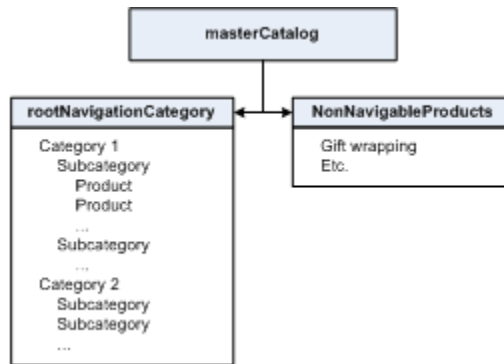 masterCatalog
rootNavigationCategory
Category 1
Subcategory
Product
Product
...
Subcategory
...
Category 2
Subcategory
Subcategory
...
NonNavigableProducts
Gift wrapping
Etc.